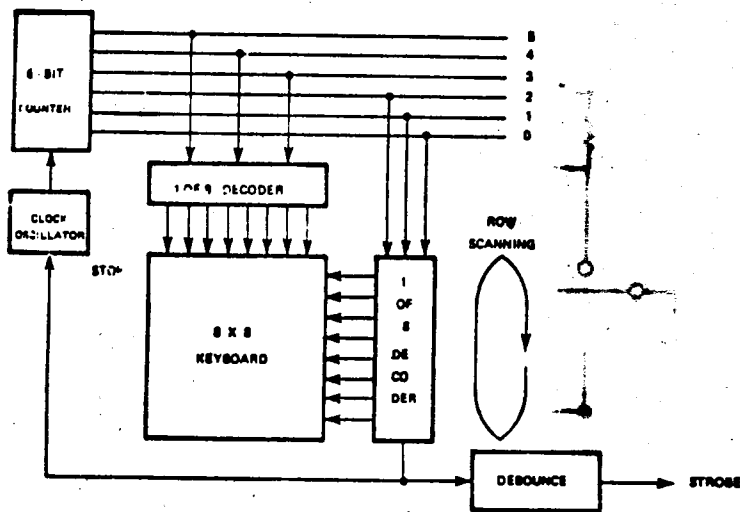 6-BIT
COUNTER
5
4
3
2
1
0
1 OF 8 DECODER
CLOCK
OSCILLATOR
STOP
8 X 8
KEYBOARD
1
OF
8
DE
CO
DER
ROW
SCANNING
DEBOUNCE
STROBE